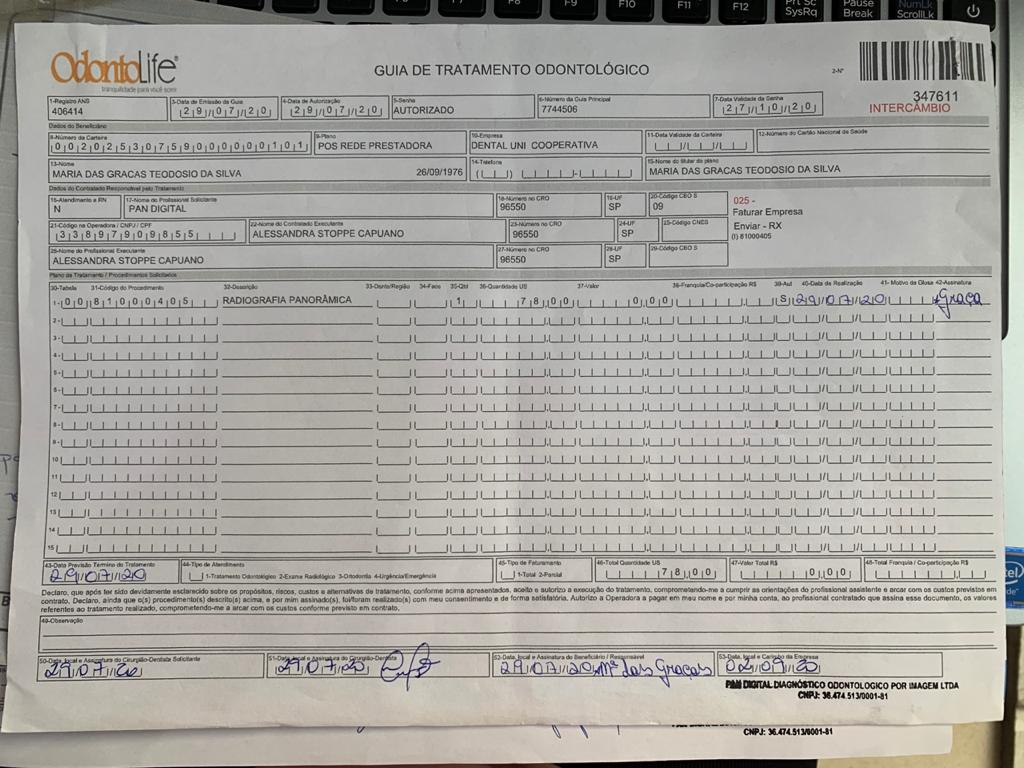 F8
F9
F10
F11
F12
Prt Sc
SysRq
Pause
Break
NumLk
ScrollLk
OdontoLife
tranquilidade para você sorrir
GUIA DE TRATAMENTO ODONTOLÓGICO
2-Nº
347611
INTERCÂMBIO
1-Registro ANS
406414
3-Data de Emissão da Guia
29/07/20
4-Data de Autorização
29/07/20
5-Senha
AUTORIZADO
6-Número da Guia Principal
7744506
7-Data Validade da Senha
27/10/20
Dados do Beneficiário
8-Número da Carteira
00202530759000000101
9-Plano
POS REDE PRESTADORA
10-Empresa
DENTAL UNI COOPERATIVA
11-Data Validade da Carteira
12-Número do Cartão Nacional de Saúde
13-Nome
MARIA DAS GRACAS TEODOSIO DA SILVA 26/09/1976
14-Telefone
15-Nome do titular do plano
MARIA DAS GRACAS TEODOSIO DA SILVA
Dados do Contratado Responsável pelo Tratamento
16-Atendimento a RN
N
17-Nome do Profissional Solicitante
PAN DIGITAL
18-Número no CRO
96550
19-UF
SP
20-Código CBO S
09
025 -
Faturar Empresa
Enviar - RX
(I) 81000405
21-Código na Operadora / CNPJ / CPF
33897909855
22-Nome do Contratado Executante
ALESSANDRA STOPPE CAPUANO
23-Número no CRO
96550
24-UF
SP
25-Código CNES
26-Nome do Profissional Executante
ALESSANDRA STOPPE CAPUANO
27-Número no CRO
96550
28-UF
SP
29-Código CBO S
Plano de Tratamento / Procedimentos Solicitados
30-Tabela 31-Código do Procedimento 32-Descrição 33-Dente/Região 34-Face 35-Qtd 36-Quantidade US 37-Valor 38-Franquia/Co-participação R$ 39-Aut 40-Data da Realização 41- Motivo da Glosa 42-Assinatura
1- 00 81000405 RADIOGRAFIA PANORÂMICA 1 78,00 0,00 S 29/07/20 Graça
2-
3-
4-
5-
6-
7-
8-
9-
10
11
12
13
14
15
43-Data Previsão Término do Tratamento
29/07/20
44-Tipo de Atendimento
1-Tratamento Odontológico 2-Exame Radiológico 3-Ortodontia 4-Urgência/Emergência
45-Tipo de Faturamento
1-Total 2-Parcial
46-Total Quantidade US
78,00
47-Valor Total R$
0,00
48-Total Franquia / Co-participação R$
Declaro, que após ter sido devidamente esclarecido sobre os propósitos, riscos, custos e alternativas de tratamento, conforme acima apresentados, aceito e autorizo a execução do tratamento, comprometendo-me a cumprir as orientações do profissional assistente e arcar com os custos previstos em
contrato. Declaro, ainda que o(s) procedimento(s) descrito(s) acima, e por mim assinado(s), foi/foram realizado(s) com meu consentimento e de forma satisfatória. Autorizo a Operadora a pagar em meu nome e por minha conta, ao profissional contratado que assina esse documento, os valores
referentes ao tratamento realizado, comprometendo-me a arcar com os custos conforme previsto em contrato.
49-Observação
50-Data, local e Assinatura do Cirurgião-Dentista Solicitante
29/07/20
51-Data, local e Assinatura do Cirurgião-Dentista
29/07/20
52-Data, local e Assinatura do Beneficiário / Responsável
29/07/20 Mª das Graças
53-Data, local e Carimbo da Empresa
02/09/20
PAN DIGITAL DIAGNÓSTICO ODONTOLOGICO POR IMAGEM LTDA
CNPJ: 36.474.513/0001-81
CNPJ: 36.474.513/0001-81
intel